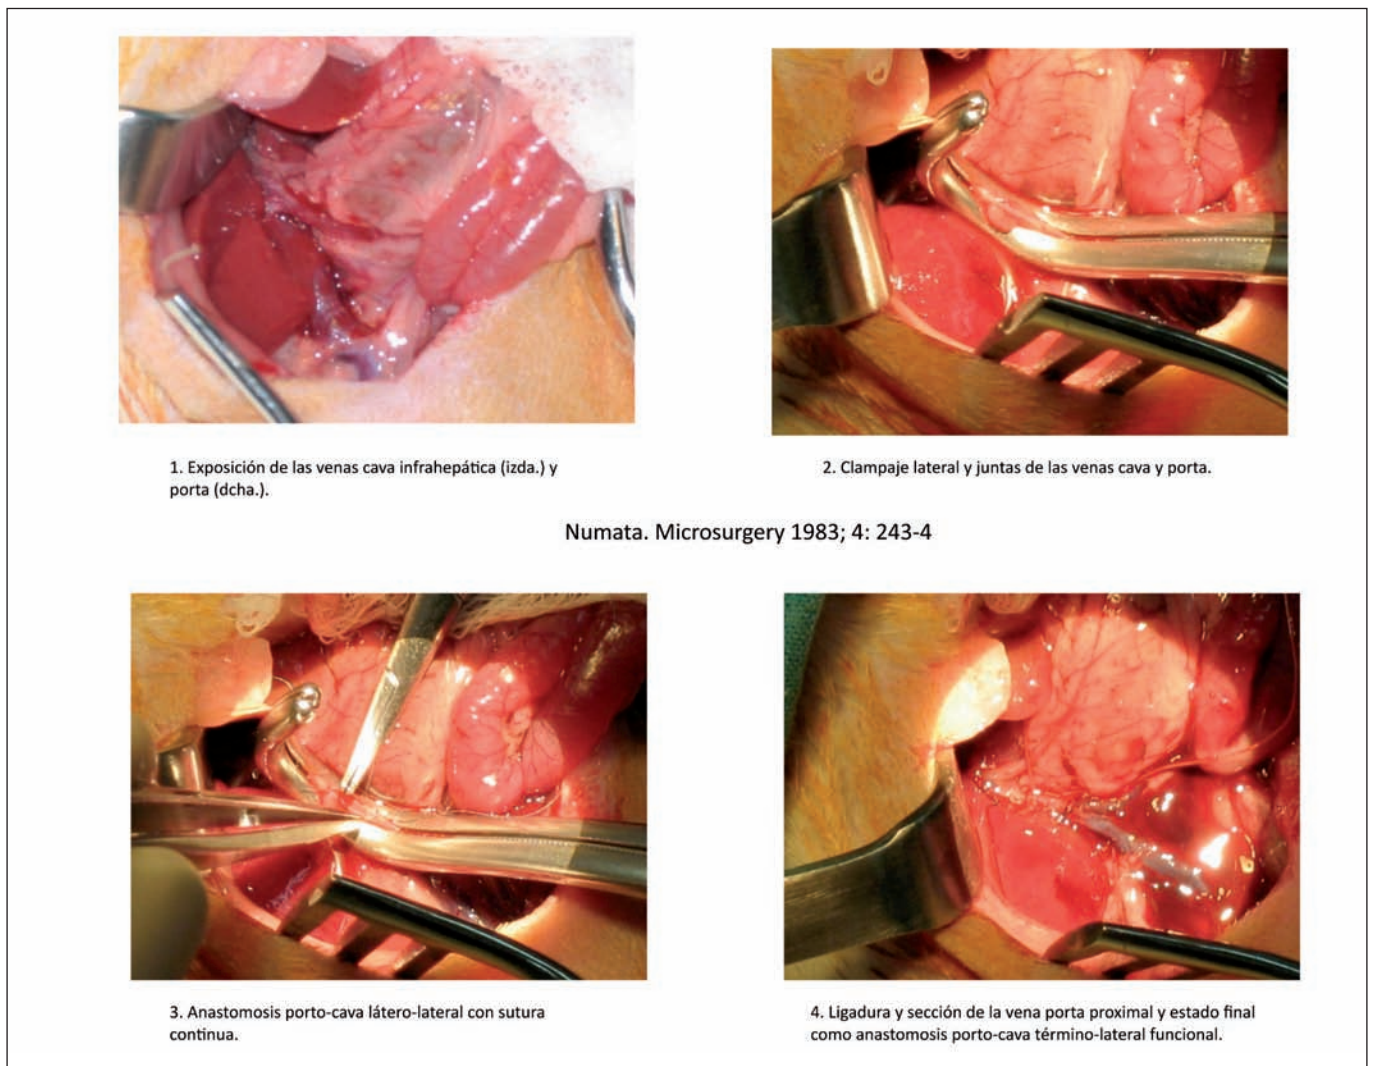 1. Exposición de las venas cava infrahepática (izda.) y
porta (dcha.).
2. Clampaje lateral y juntas de las venas cava y porta.
Numata. Microsurgery 1983; 4: 243-4
3. Anastomosis porto-cava látero-lateral con sutura
continua.
4. Ligadura y sección de la vena porta proximal y estado final
como anastomosis porto-cava término-lateral funcional.